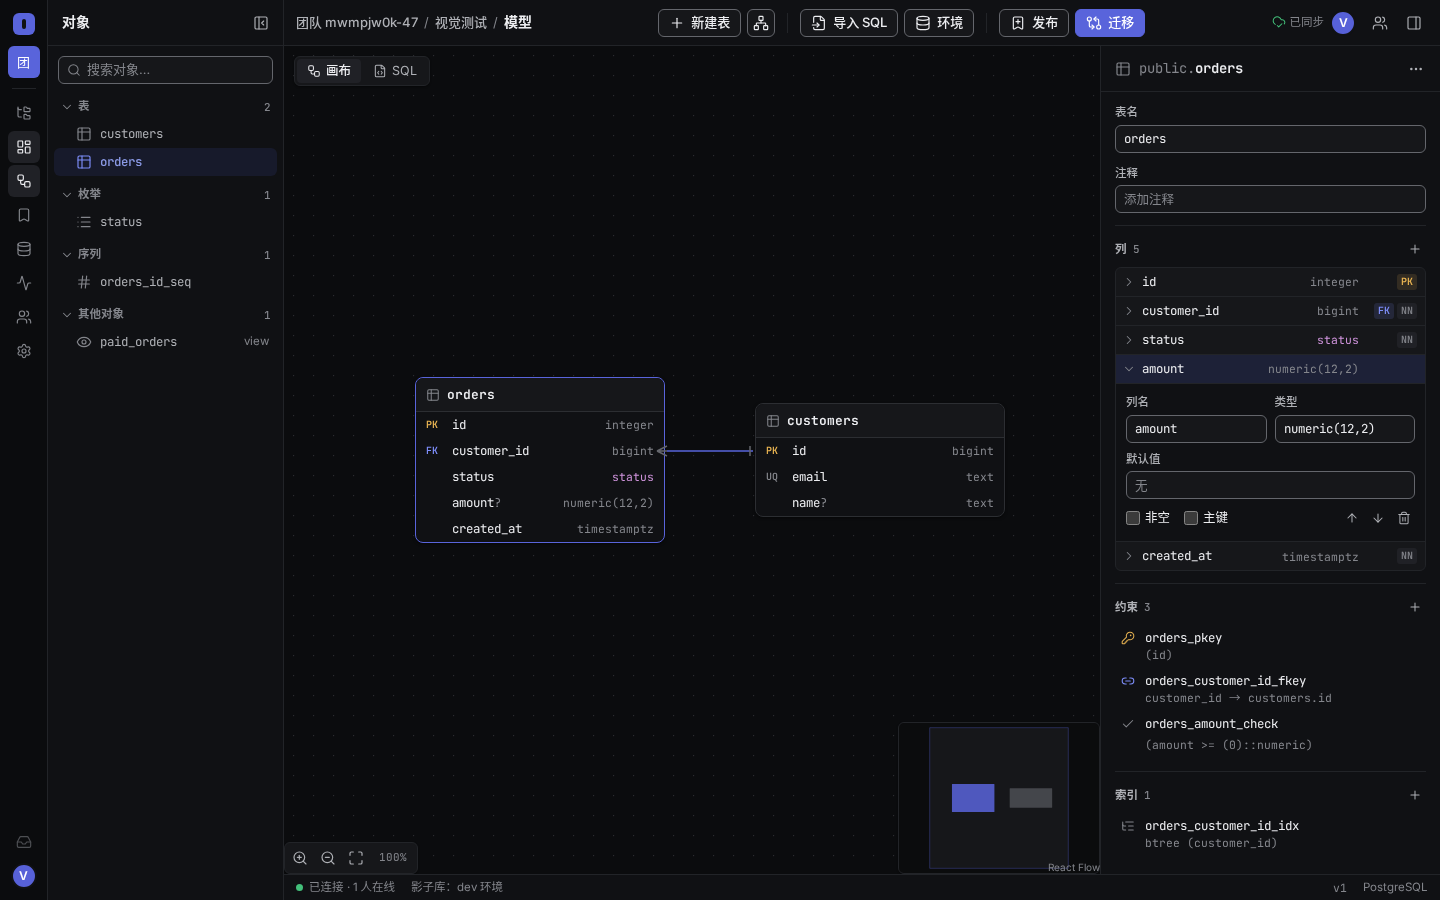 对象
团队 mwmpjw0k-47 / 视觉测试 / 模型
新建表
导入 SQL
环境
发布
迁移
已同步
V
团
搜索对象...
表 2
customers
orders
枚举 1
status
序列 1
orders_id_seq
其他对象 1
paid_orders view
V
画布
SQL
orders
PK id integer
FK customer_id bigint
status status
amount? numeric(12,2)
created_at timestamptz
customers
PK id bigint
UQ email text
name? text
100%
React Flow
public.orders
表名
orders
注释
添加注释
列 5
id integer PK
customer_id bigint FK NN
status status NN
amount numeric(12,2)
列名 类型
amount numeric(12,2)
默认值
无
非空 主键
created_at timestamptz NN
约束 3
orders_pkey
(id)
orders_customer_id_fkey
customer_id → customers.id
orders_amount_check
(amount >= (0)::numeric)
索引 1
orders_customer_id_idx
btree (customer_id)
已连接 · 1 人在线 影子库：dev 环境
v1 PostgreSQL